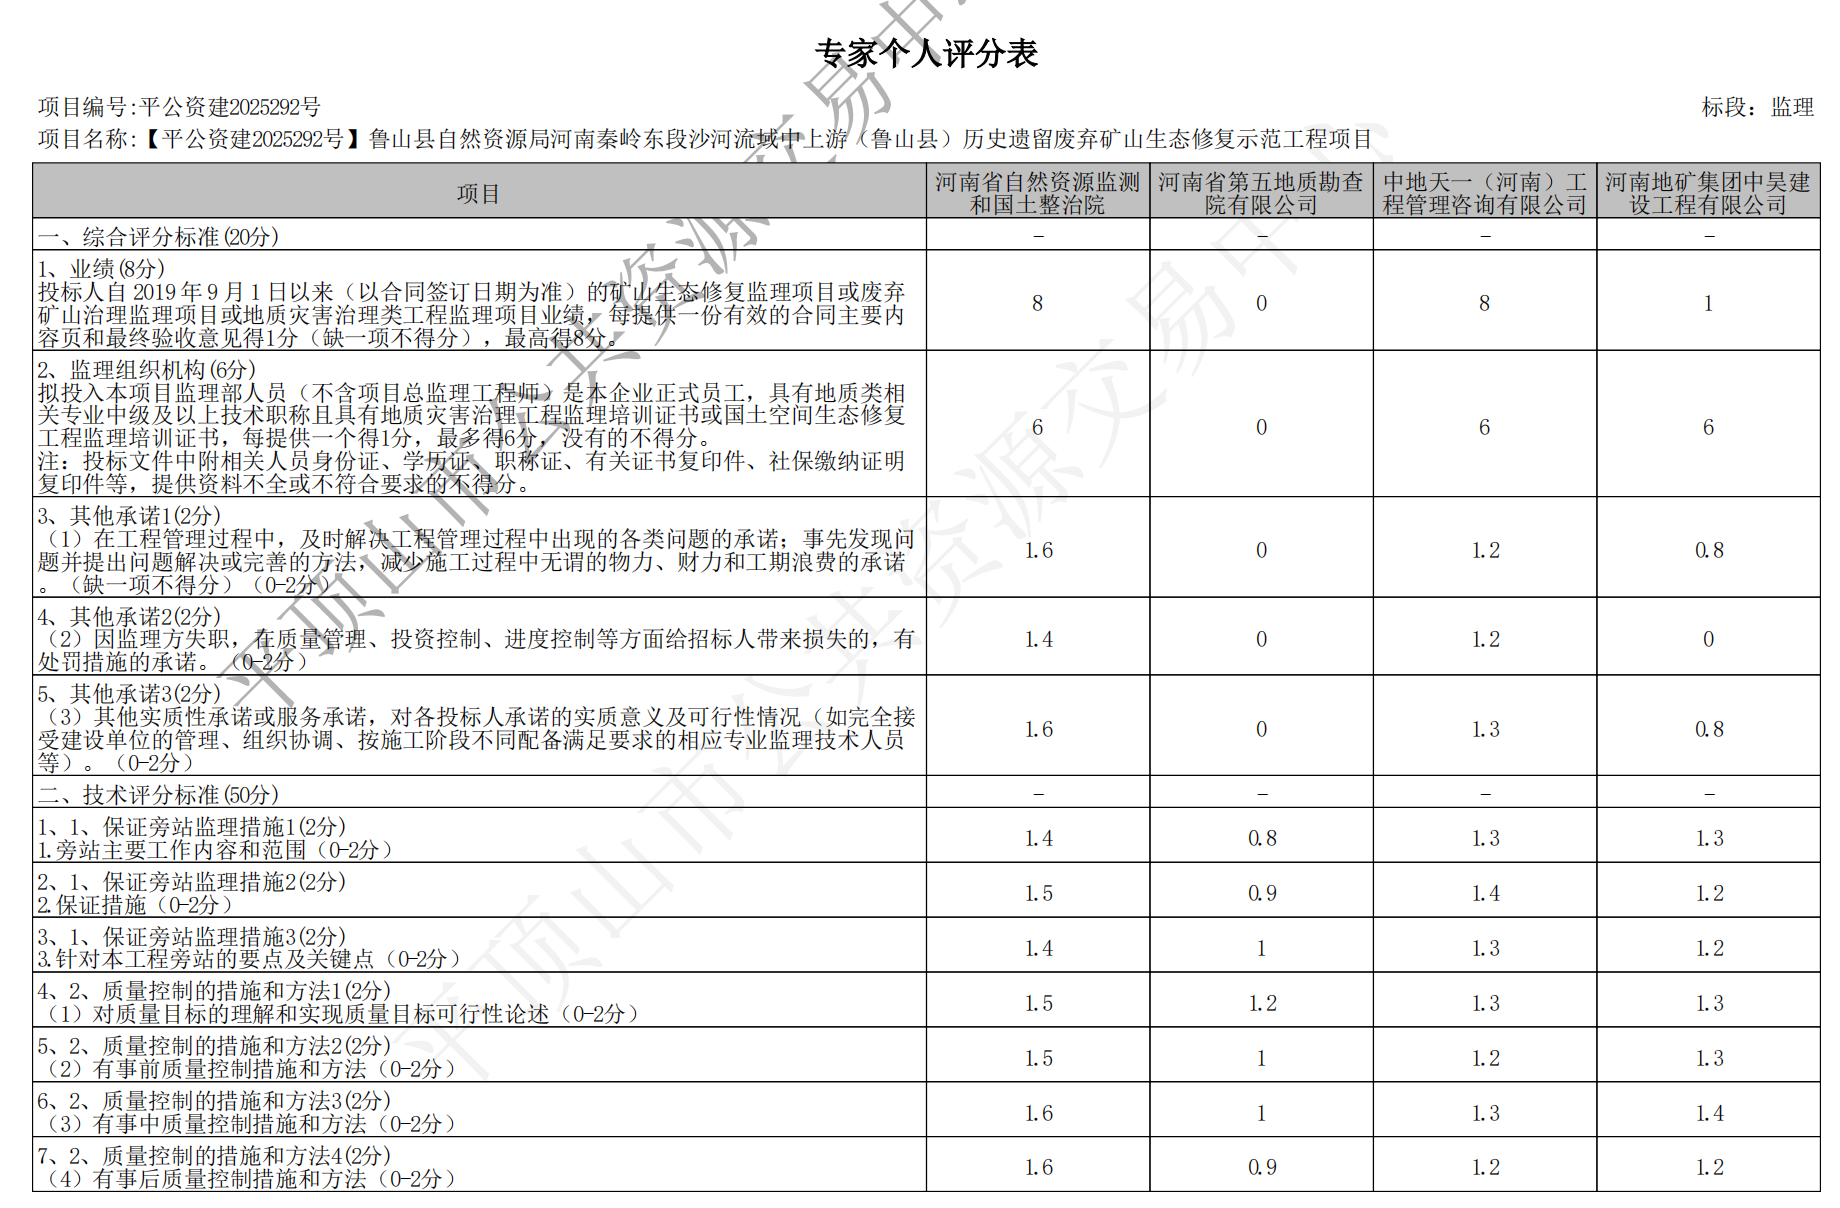 专家个人评分表
项目编号:平公资建2025292号
标段：监理
项目名称:【平公资建2025292号】鲁山县自然资源局河南秦岭东段沙河流域中上游（鲁山县）历史遗留废弃矿山生态修复示范工程项目
项目
河南省自然资源监测
和国土整治院
河南省第五地质勘查
院有限公司
中地天一（河南）工
程管理咨询有限公司
河南地矿集团中昊建
设工程有限公司
一、综合评分标准(20分)
-
-
-
-
1、业绩(8分)
投标人自 2019 年 9 月 1 日以来（以合同签订日期为准）的矿山生态修复监理项目或废弃
矿山治理监理项目或地质灾害治理类工程监理项目业绩，每提供一份有效的合同主要内
容页和最终验收意见得1分（缺一项不得分）,最高得8分。
8
0
8
1
2、监理组织机构(6分)
拟投入本项目监理部人员（不含项目总监理工程师）是本企业正式员工，具有地质类相
关专业中级及以上技术职称且具有地质灾害治理工程监理培训证书或国土空间生态修复
工程监理培训证书，每提供一个得1分，最多得6分，没有的不得分。
注：投标文件中附相关人员身份证、学历证、职称证、有关证书复印件、社保缴纳证明
复印件等，提供资料不全或不符合要求的不得分。
6
0
6
6
3、其他承诺1(2分)
（1）在工程管理过程中，及时解决工程管理过程中出现的各类问题的承诺；事先发现问
题并提出问题解决或完善的方法，减少施工过程中无谓的物力、财力和工期浪费的承诺
。（缺一项不得分）（0-2分）
1.6
0
1.2
0.8
4、其他承诺2(2分)
（2）因监理方失职，在质量管理、投资控制、进度控制等方面给招标人带来损失的，有
处罚措施的承诺。（0-2分）
1.4
0
1.2
0
5、其他承诺3(2分)
（3）其他实质性承诺或服务承诺，对各投标人承诺的实质意义及可行性情况（如完全接
受建设单位的管理、组织协调、按施工阶段不同配备满足要求的相应专业监理技术人员
等）。（0-2分）
1.6
0
1.3
0.8
二、技术评分标准(50分)
-
-
-
-
1、1、保证旁站监理措施1(2分)
1.旁站主要工作内容和范围（0-2分）
1.4
0.8
1.3
1.3
2、1、保证旁站监理措施2(2分)
2.保证措施（0-2分）
1.5
0.9
1.4
1.2
3、1、保证旁站监理措施3(2分)
3.针对本工程旁站的要点及关键点（0-2分）
1.4
1
1.3
1.2
4、2、质量控制的措施和方法1(2分)
（1）对质量目标的理解和实现质量目标可行性论述（0-2分）
1.5
1.2
1.3
1.3
5、2、质量控制的措施和方法2(2分)
（2）有事前质量控制措施和方法（0-2分）
1.5
1
1.2
1.3
6、2、质量控制的措施和方法3(2分)
（3）有事中质量控制措施和方法（0-2分）
1.6
1
1.3
1.4
7、2、质量控制的措施和方法4(2分)
（4）有事后质量控制措施和方法（0-2分）
1.6
0.9
1.2
1.2
平顶山市公共资源交易中
平顶山市公共资源交易中心